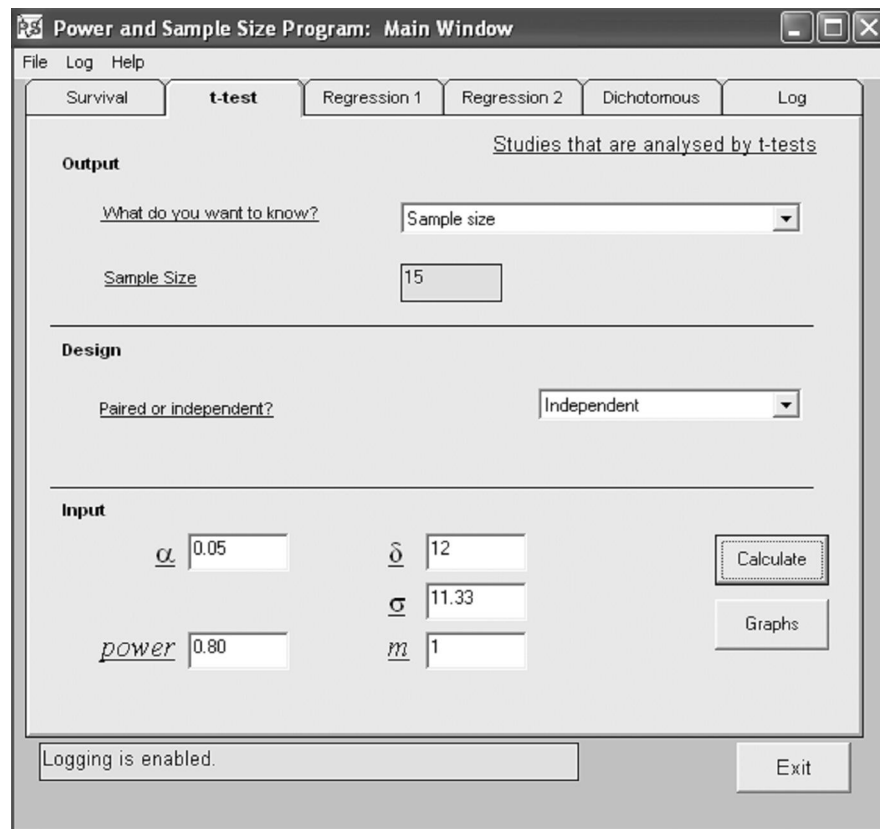 PS Power and Sample Size Program: Main Window
File Log Help
Survival t-test Regression 1 Regression 2 Dichotomous Log
Studies that are analysed by t-tests
Output
What do you want to know? Sample size
Sample Size 15
Design
Paired or independent? Independent
Input
α 0.05 δ 12 Calculate
σ 11.33
Graphs
power 0.80 m 1
Logging is enabled.
Exit